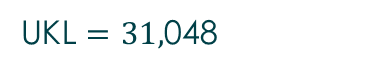 UKL = 31,048